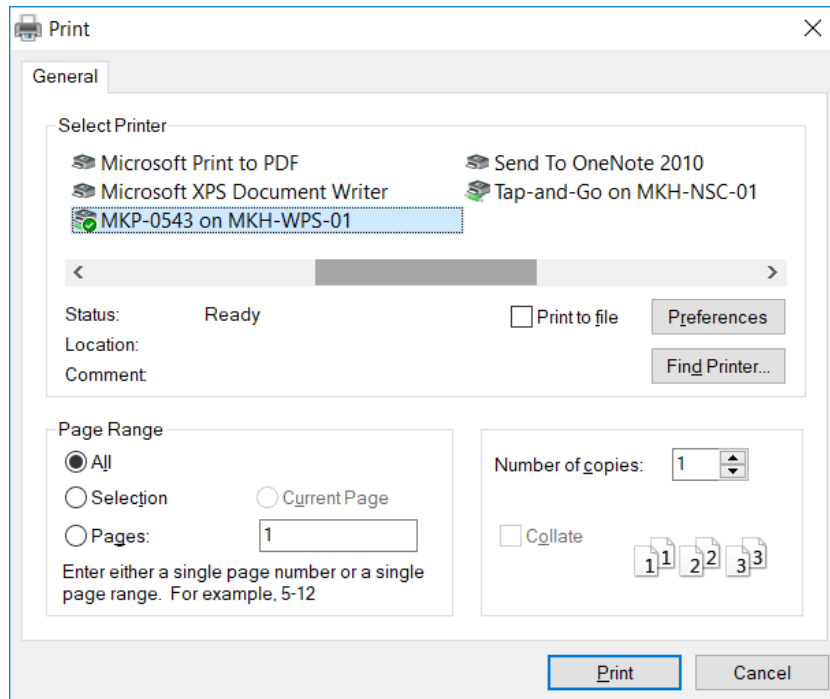 Print
General
Select Printer
Microsoft Print to PDF
Send To OneNote 2010
Microsoft XPS Document Writer
Tap-and-Go on MKH-NSC-01
MKP-0543 on MKH-WPS-01
Status: Ready
Print to file
Preferences
Location:
Comment:
Find Printer...
Page Range
All
Selection
Current Page
Pages: 1
Enter either a single page number or a single
page range. For example, 5-12
Number of copies: 1
Collate
1 1 2 2 3 3
Print
Cancel